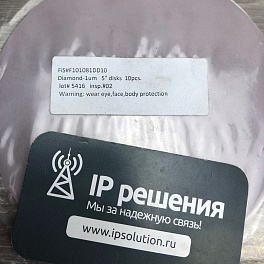 FIS#F101081DD10
Diamond-1um 5" disks 10pcs.
lot# 5416 insp.#02
Warning: wear eye,face,body protection
IP решения
Мы за надежную связь!
www.ipsolution.ru